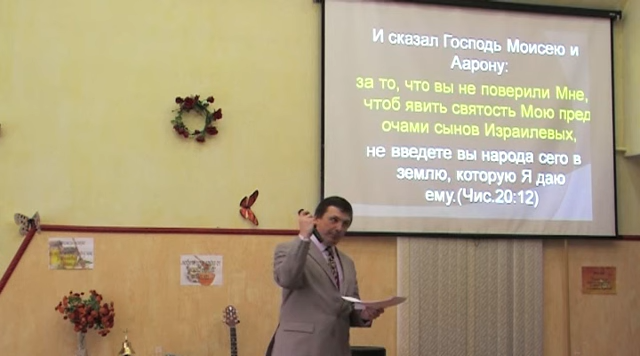 И сказал Господь Моисею и
Аарону:
за то, что вы не поверили Мне,
чтоб явить святость Мою пред
очами сынов Израилевых,
не введете вы народа сего в
землю, которую Я даю
ему.(Чис.20:12)